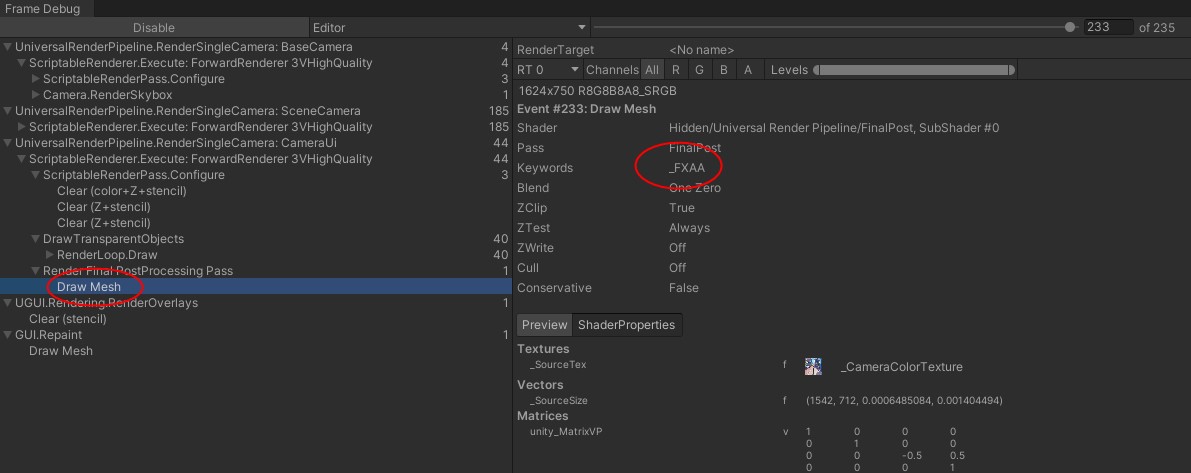 Frame Debug
Disable Editor 233 of 235
UniversalRenderPipeline.RenderSingleCamera: BaseCamera 4
ScriptableRenderer.Execute: ForwardRenderer 3VHighQuality 4
ScriptableRenderPass.Configure 3
Camera.RenderSkybox 1
UniversalRenderPipeline.RenderSingleCamera: SceneCamera 185
ScriptableRenderer.Execute: ForwardRenderer 3VHighQuality 185
UniversalRenderPipeline.RenderSingleCamera: CameraUi 44
ScriptableRenderer.Execute: ForwardRenderer 3VHighQuality 44
ScriptableRenderPass.Configure 3
Clear (color+Z+stencil)
Clear (Z+stencil)
Clear (Z+stencil)
DrawTransparentObjects 40
RenderLoop.Draw 40
Render Final PostProcessing Pass 1
Draw Mesh
UGUI.Rendering.RenderOverlays 1
Clear (stencil)
GUI.Repaint 1
Draw Mesh
RenderTarget <No name>
RT 0 Channels All R G B A Levels
1624x750 R8G8B8A8_SRGB
Event #233: Draw Mesh
Shader Hidden/Universal Render Pipeline/FinalPost, SubShader #0
Pass FinalPost
Keywords _FXAA
Blend One Zero
ZClip True
ZTest Always
ZWrite Off
Cull Off
Conservative False
Preview ShaderProperties
Textures
_SourceTex f _CameraColorTexture
Vectors
_SourceSize f (1542, 712, 0.0006485084, 0.001404494)
Matrices
unity_MatrixVP v 1 0 0 0
0 1 0 0
0 0 -0.5 0.5
0 0 0 1